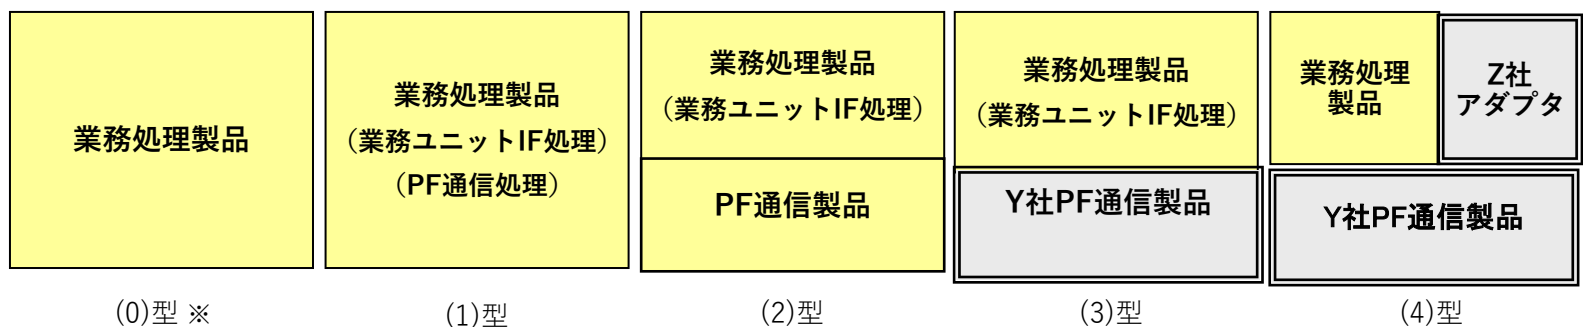 業務処理製品
(0)型 ※
業務処理製品
（業務ユニットIF処理）
（PF通信処理）
(1)型
業務処理製品
（業務ユニットIF処理）
PF通信製品
(2)型
業務処理製品
（業務ユニットIF処理）
Y社PF通信製品
(3)型
業務処理
製品
Z社
アダプタ
Y社PF通信製品
(4)型